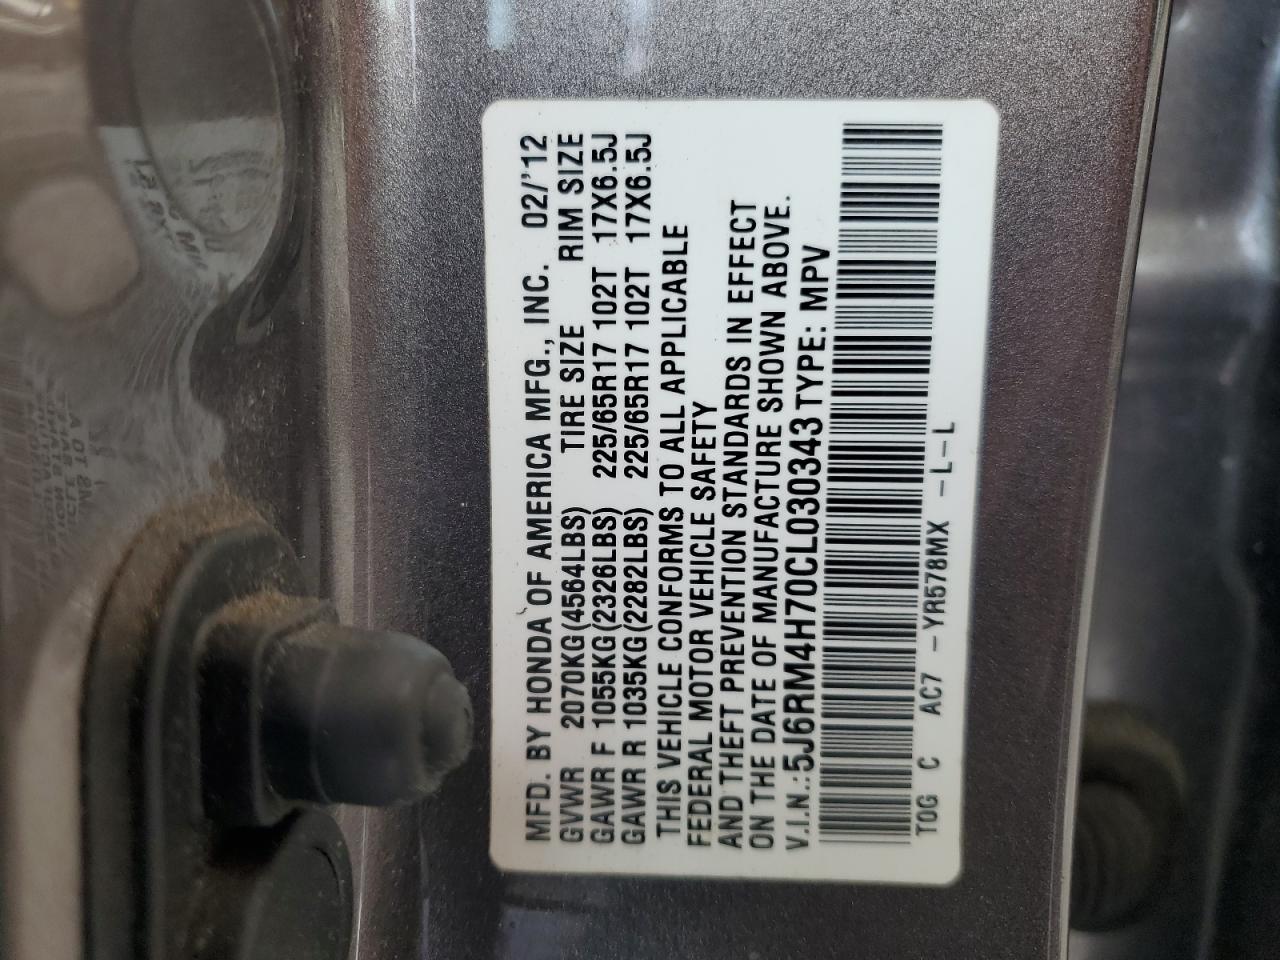 MFD. BY HONDA OF AMERICA MFG., INC. 02/'12
GVWR 2070KG(4564LBS) TIRE SIZE RIM SIZE
GAWR F 1055KG(2326LBS) 225/65R17 102T 17X6.5J
GAWR R 1035KG(2282LBS) 225/65R17 102T 17X6.5J
THIS VEHICLE CONFORMS TO ALL APPLICABLE
FEDERAL MOTOR VEHICLE SAFETY
AND THEFT PREVENTION STANDARDS IN EFFECT
ON THE DATE OF MANUFACTURE SHOWN ABOVE.
V.I.N.: 5J6RM4H70CL030343 TYPE: MPV
TOG C AC7 -YR578MX -L-L